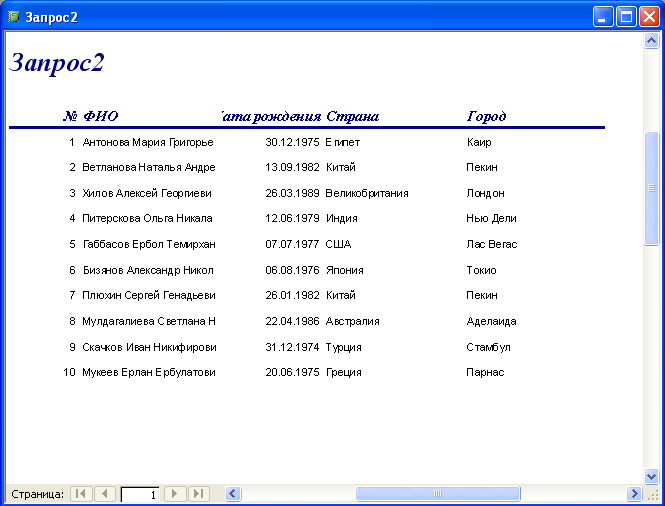 Запрос2
Запрос2
№ ФИО Дата рождения Страна Город
1 Антонова Мария Григорье 30.12.1975 Египет Каир
2 Ветланова Наталья Андре 13.09.1982 Китай Пекин
3 Хилов Алексей Георгиеви 26.03.1989 Великобритания Лондон
4 Питерскова Ольга Никала 12.06.1979 Индия Нью Дели
5 Габбасов Ербол Темирхан 07.07.1977 США Лас Вегас
6 Бизянов Александр Никол 06.08.1976 Япония Токио
7 Плюхин Сергей Генадьеви 26.01.1982 Китай Пекин
8 Мулдагалиева Светлана Н 22.04.1986 Австралия Аделаида
9 Скачков Иван Никифирови 31.12.1974 Турция Стамбул
10 Мукеев Ерлан Ербулатови 20.06.1975 Греция Парнас
Страница: 1